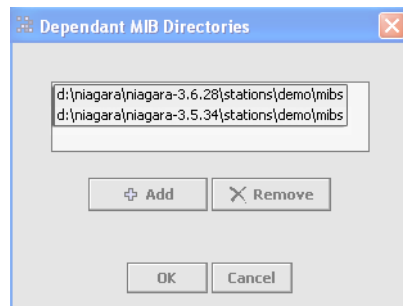 Dependant MIB Directories
d:\niagara\niagara-3.6.28\stations\demo\mibs
d:\niagara\niagara-3.5.34\stations\demo\mibs
Add
Remove
OK
Cancel